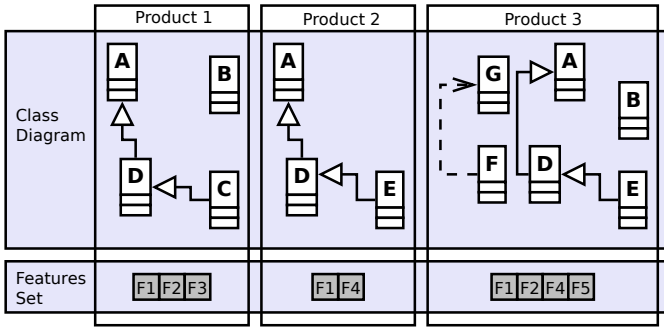 Product 1
Product 2
Product 3
Class
Diagram
A
B
D
C
A
D
E
G
A
B
F
D
E
Features
Set
F1 F2 F3
F1 F4
F1 F2 F4 F5